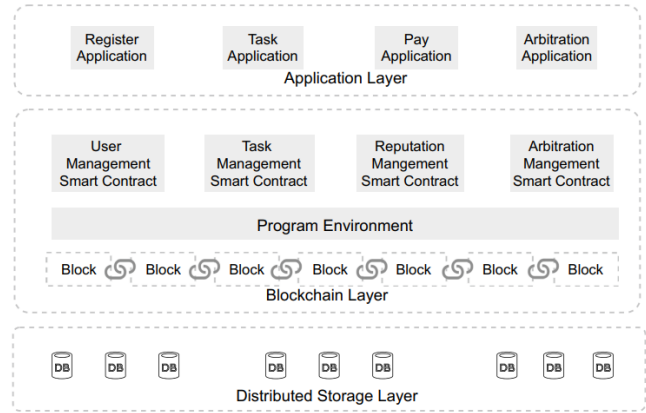 Register
Application
Task
Application
Pay
Application
Arbitration
Application
Application Layer
User
Management
Smart Contract
Task
Management
Smart Contract
Reputation
Mangement
Smart Contract
Arbitration
Mangement
Smart Contract
Program Environment
Block Block Block Block Block Block Block
Blockchain Layer
DB DB DB DB DB DB DB DB DB
Distributed Storage Layer